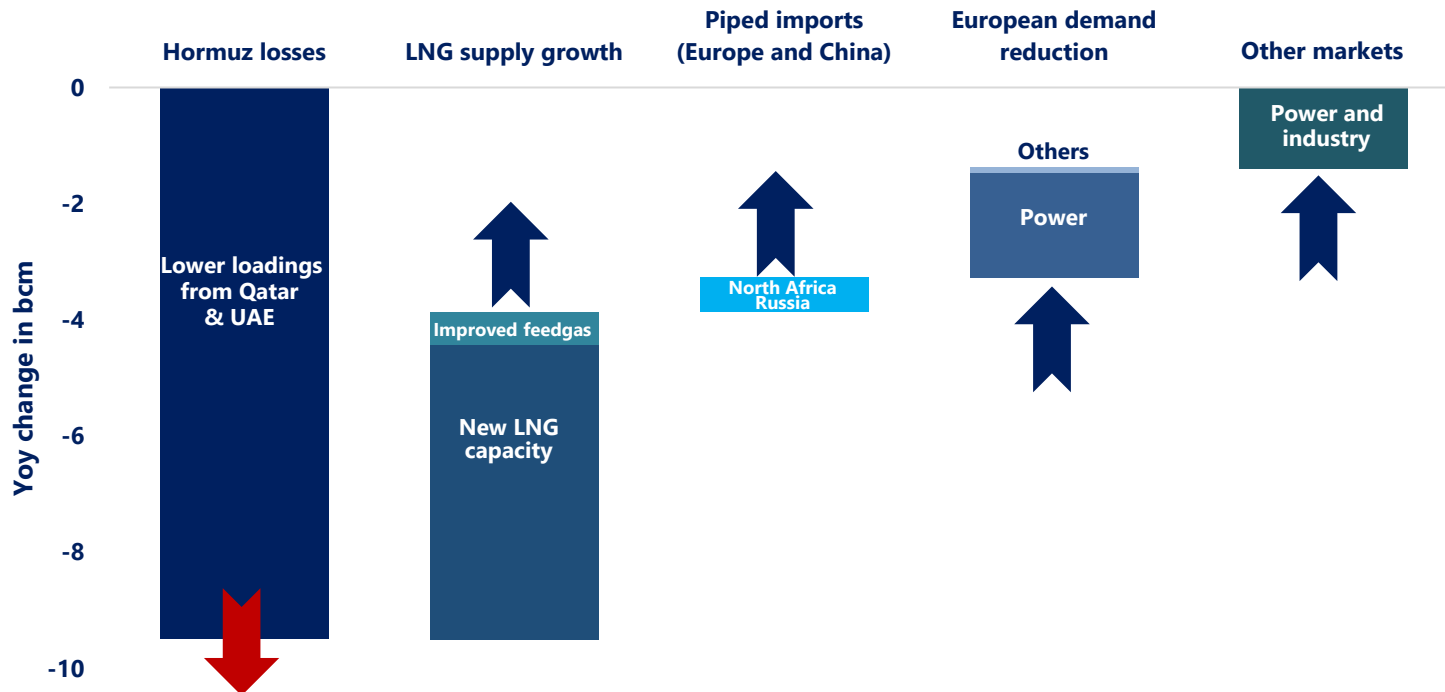 Hormuz losses
LNG supply growth
Piped imports
(Europe and China)
European demand
reduction
Other markets
Yoy change in bcm
0
-2
-4
-6
-8
-10
Lower loadings
from Qatar
& UAE
Improved feedgas
New LNG
capacity
North Africa
Russia
Others
Power
Power and
industry